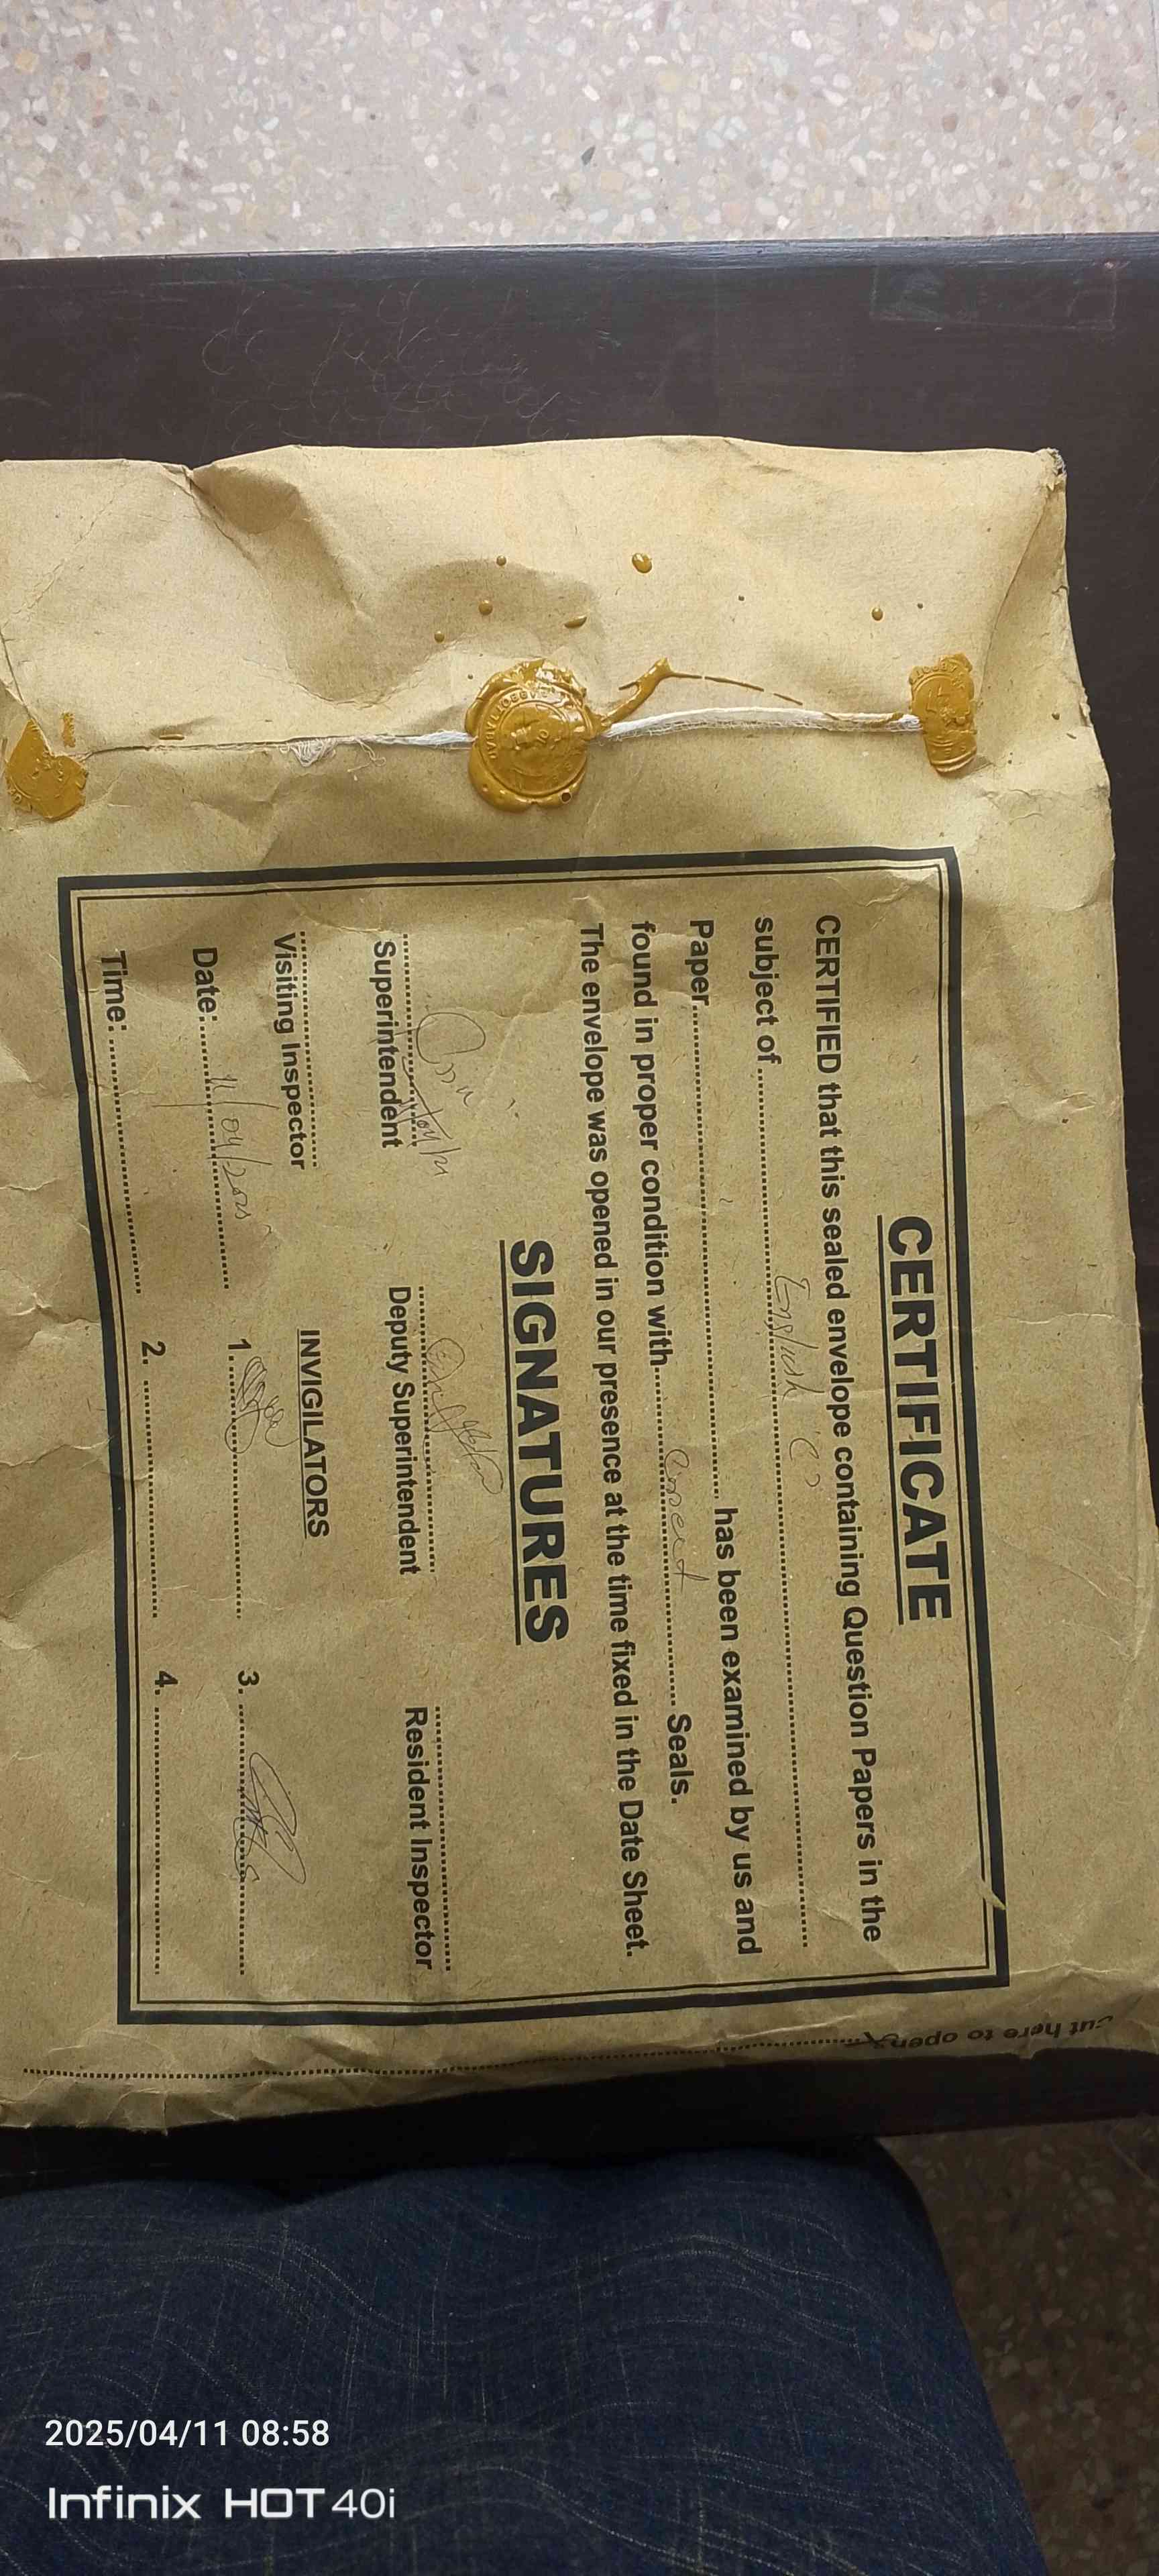 CERTIFICATE
CERTIFIED that this sealed envelope containing Question Papers in the
subject of English (C)
Paper has been examined by us and
found in proper condition with Correct Seals.
The envelope was opened in our presence at the time fixed in the Date Sheet.
SIGNATURES
Superintendent Deputy Superintendent Resident Inspector
Visiting Inspector INVIGILATORS
Date: 11/04/2025 1. 3.
Time: 2. 4.
cut here to open
2025/04/11 08:58
Infinix HOT 40i